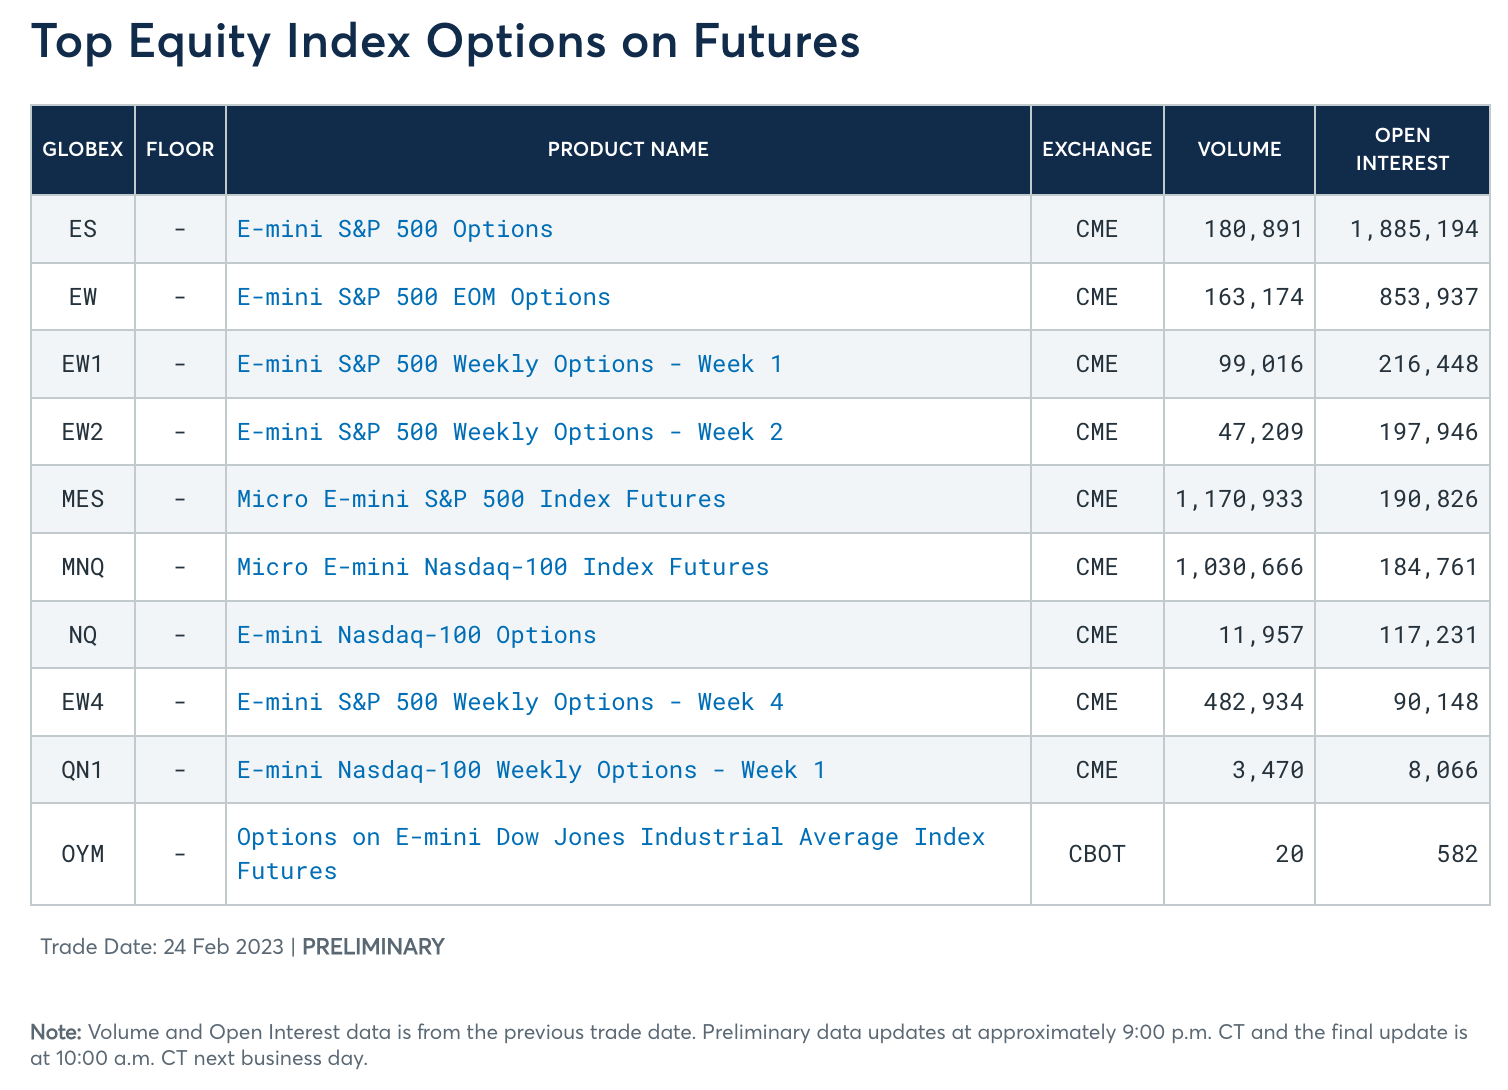 Top Equity Index Options on Futures
GLOBEX FLOOR PRODUCT NAME EXCHANGE VOLUME OPEN INTEREST
ES - E-mini S&P 500 Options CME 180,891 1,885,194
EW - E-mini S&P 500 EOM Options CME 163,174 853,937
EW1 - E-mini S&P 500 Weekly Options - Week 1 CME 99,016 216,448
EW2 - E-mini S&P 500 Weekly Options - Week 2 CME 47,209 197,946
MES - Micro E-mini S&P 500 Index Futures CME 1,170,933 190,826
MNQ - Micro E-mini Nasdaq-100 Index Futures CME 1,030,666 184,761
NQ - E-mini Nasdaq-100 Options CME 11,957 117,231
EW4 - E-mini S&P 500 Weekly Options - Week 4 CME 482,934 90,148
QN1 - E-mini Nasdaq-100 Weekly Options - Week 1 CME 3,470 8,066
OYM - Options on E-mini Dow Jones Industrial Average Index Futures CBOT 20 582
Trade Date: 24 Feb 2023 | PRELIMINARY
Note: Volume and Open Interest data is from the previous trade date. Preliminary data updates at approximately 9:00 p.m. CT and the final update is
at 10:00 a.m. CT next business day.